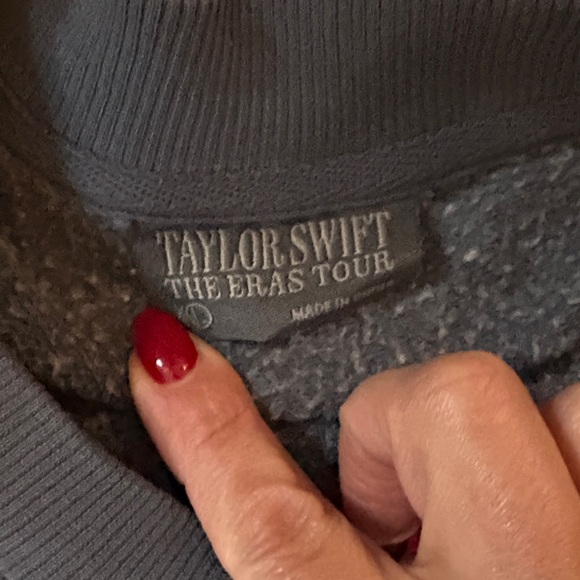 TAYLOR SWIFT
THE ERAS TOUR
MADE IN